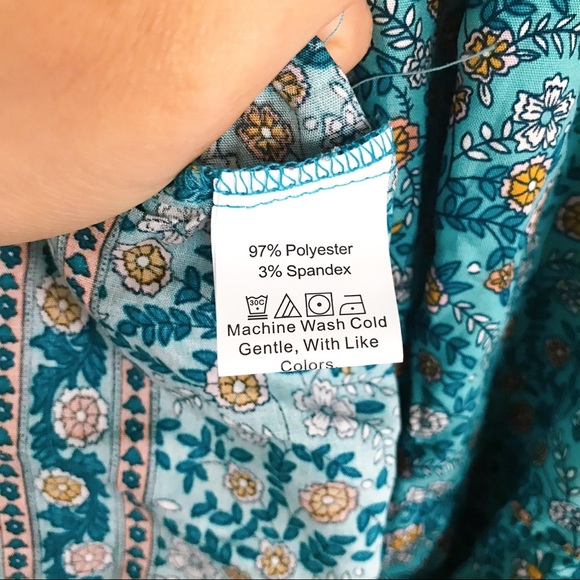 97% Polyester
3% Spandex
30C
Machine Wash Cold
Gentle, With Like
Colors